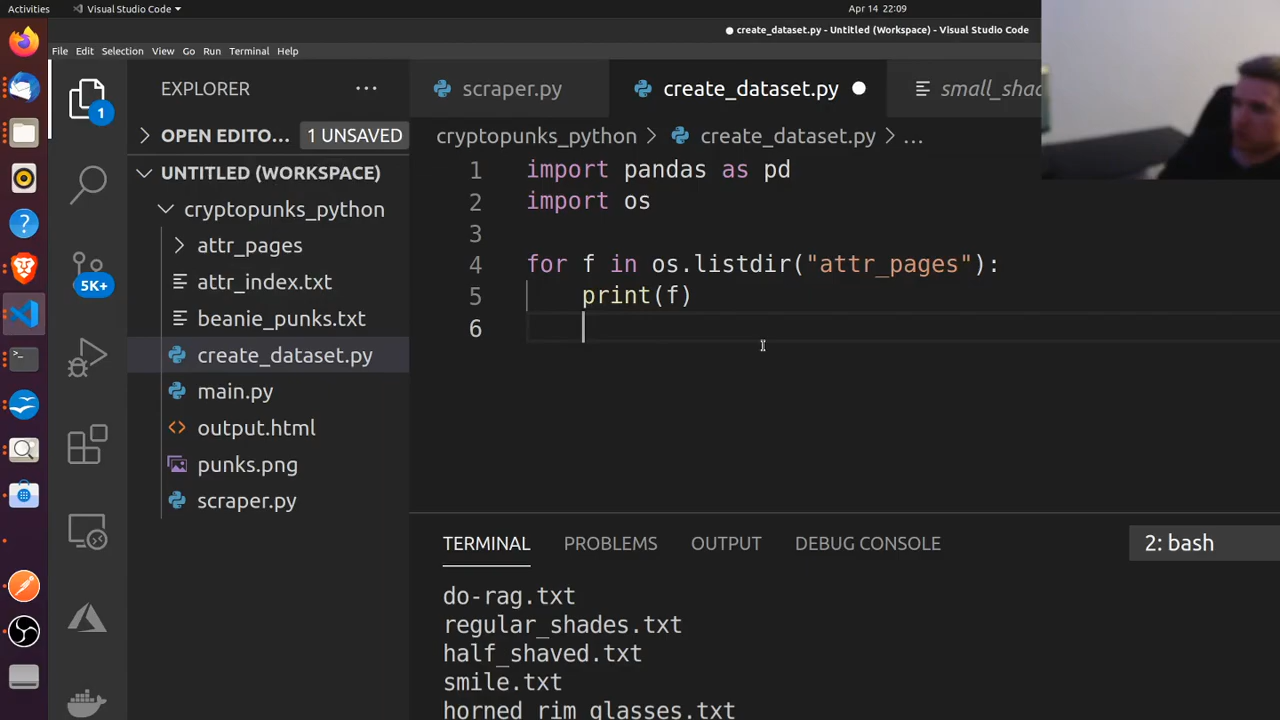 Activities
Visual Studio Code
Apr 14 22:09
create_dataset.py - Untitled (Workspace) - Visual Studio Code
File Edit Selection View Go Run Terminal Help
EXPLORER
scraper.py
create_dataset.py
small_shad
OPEN EDITO... 1 UNSAVED
cryptopunks_python > create_dataset.py > ...
UNTITLED (WORKSPACE)
cryptopunks_python
attr_pages
attr_index.txt
beanie_punks.txt
create_dataset.py
main.py
output.html
punks.png
scraper.py
1
5K+
1 import pandas as pd
2 import os
3
4 for f in os.listdir("attr_pages"):
5 print(f)
6
TERMINAL PROBLEMS OUTPUT DEBUG CONSOLE
2: bash
do-rag.txt
regular_shades.txt
half_shaved.txt
smile.txt
horned_rim_glasses.txt